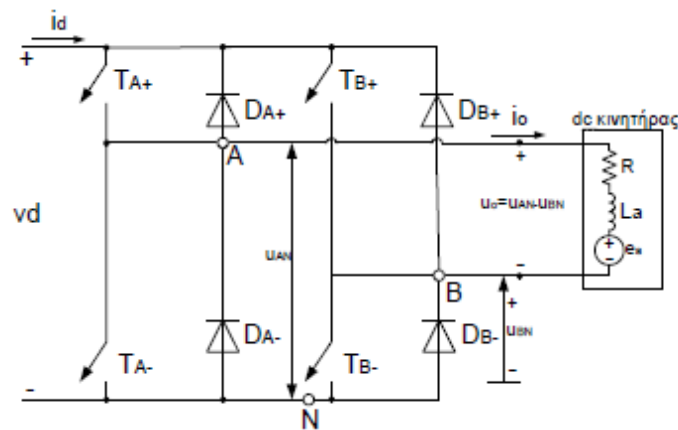 id
+
TA+
TB+
DA+
DB+
io
dc κινητήρας
A
+
R
vd
uAN
uo=uAN-uBN
La
+
-
eа
-
B
+
uBN
-
DA-
DB-
TA-
TB-
-
N